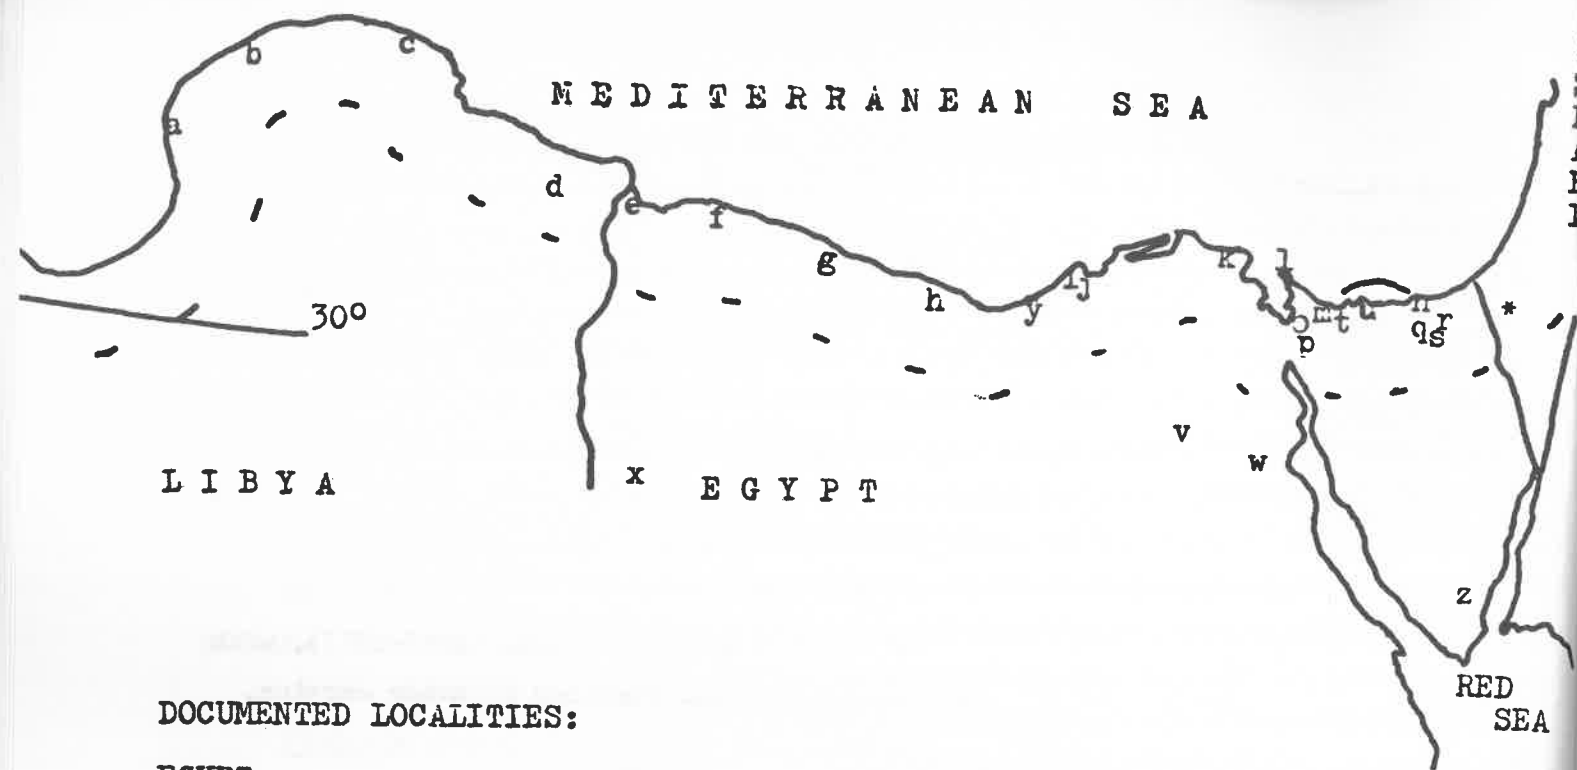 b
c
MEDITERRANEAN SEA
a
d
e
f
g
h
y
i
j
k
l
m
t
u
n
o
p
q
r
s
*
30°
v
w
x
LIBYA
EGYPT
z
RED
SEA
DOCUMENTED LOCALITIES: